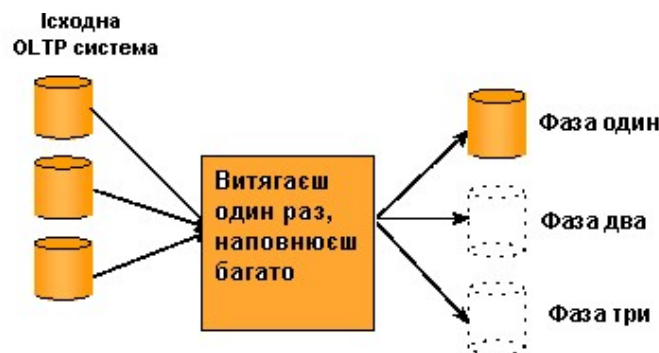 Ісходна
OLTP система
Витягаєш
один раз,
наповнюєш
багато
Фаза один
Фаза два
Фаза три